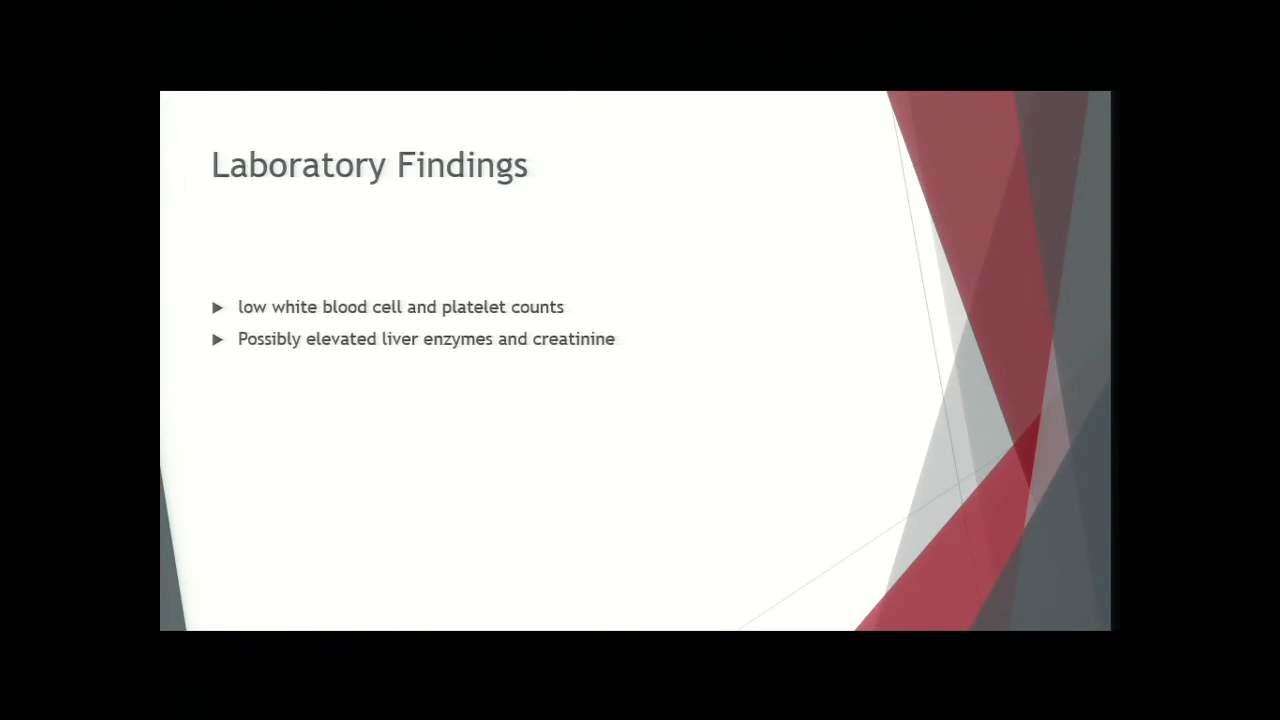 Laboratory Findings
low white blood cell and platelet counts
Possibly elevated liver enzymes and creatinine